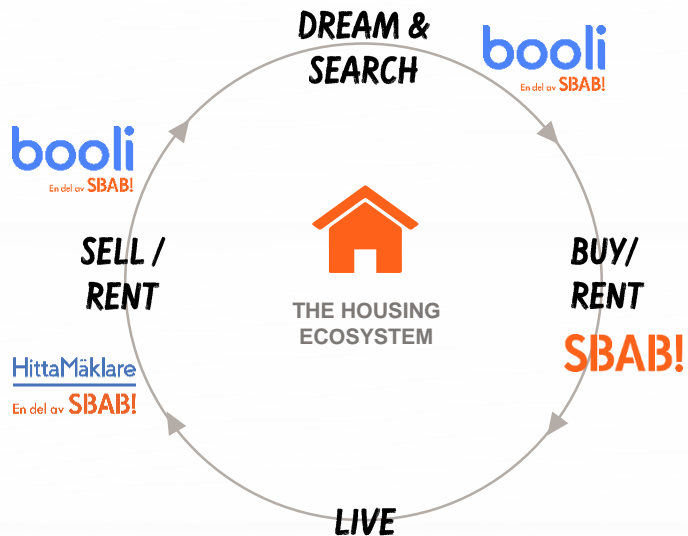 DREAM &
SEARCH
booli
En del av SBAB!
booli
En del av SBAB!
SELL /
RENT
BUY/
RENT
THE HOUSING
ECOSYSTEM
SBAB!
HittaMäklare
En del av SBAB!
LIVE